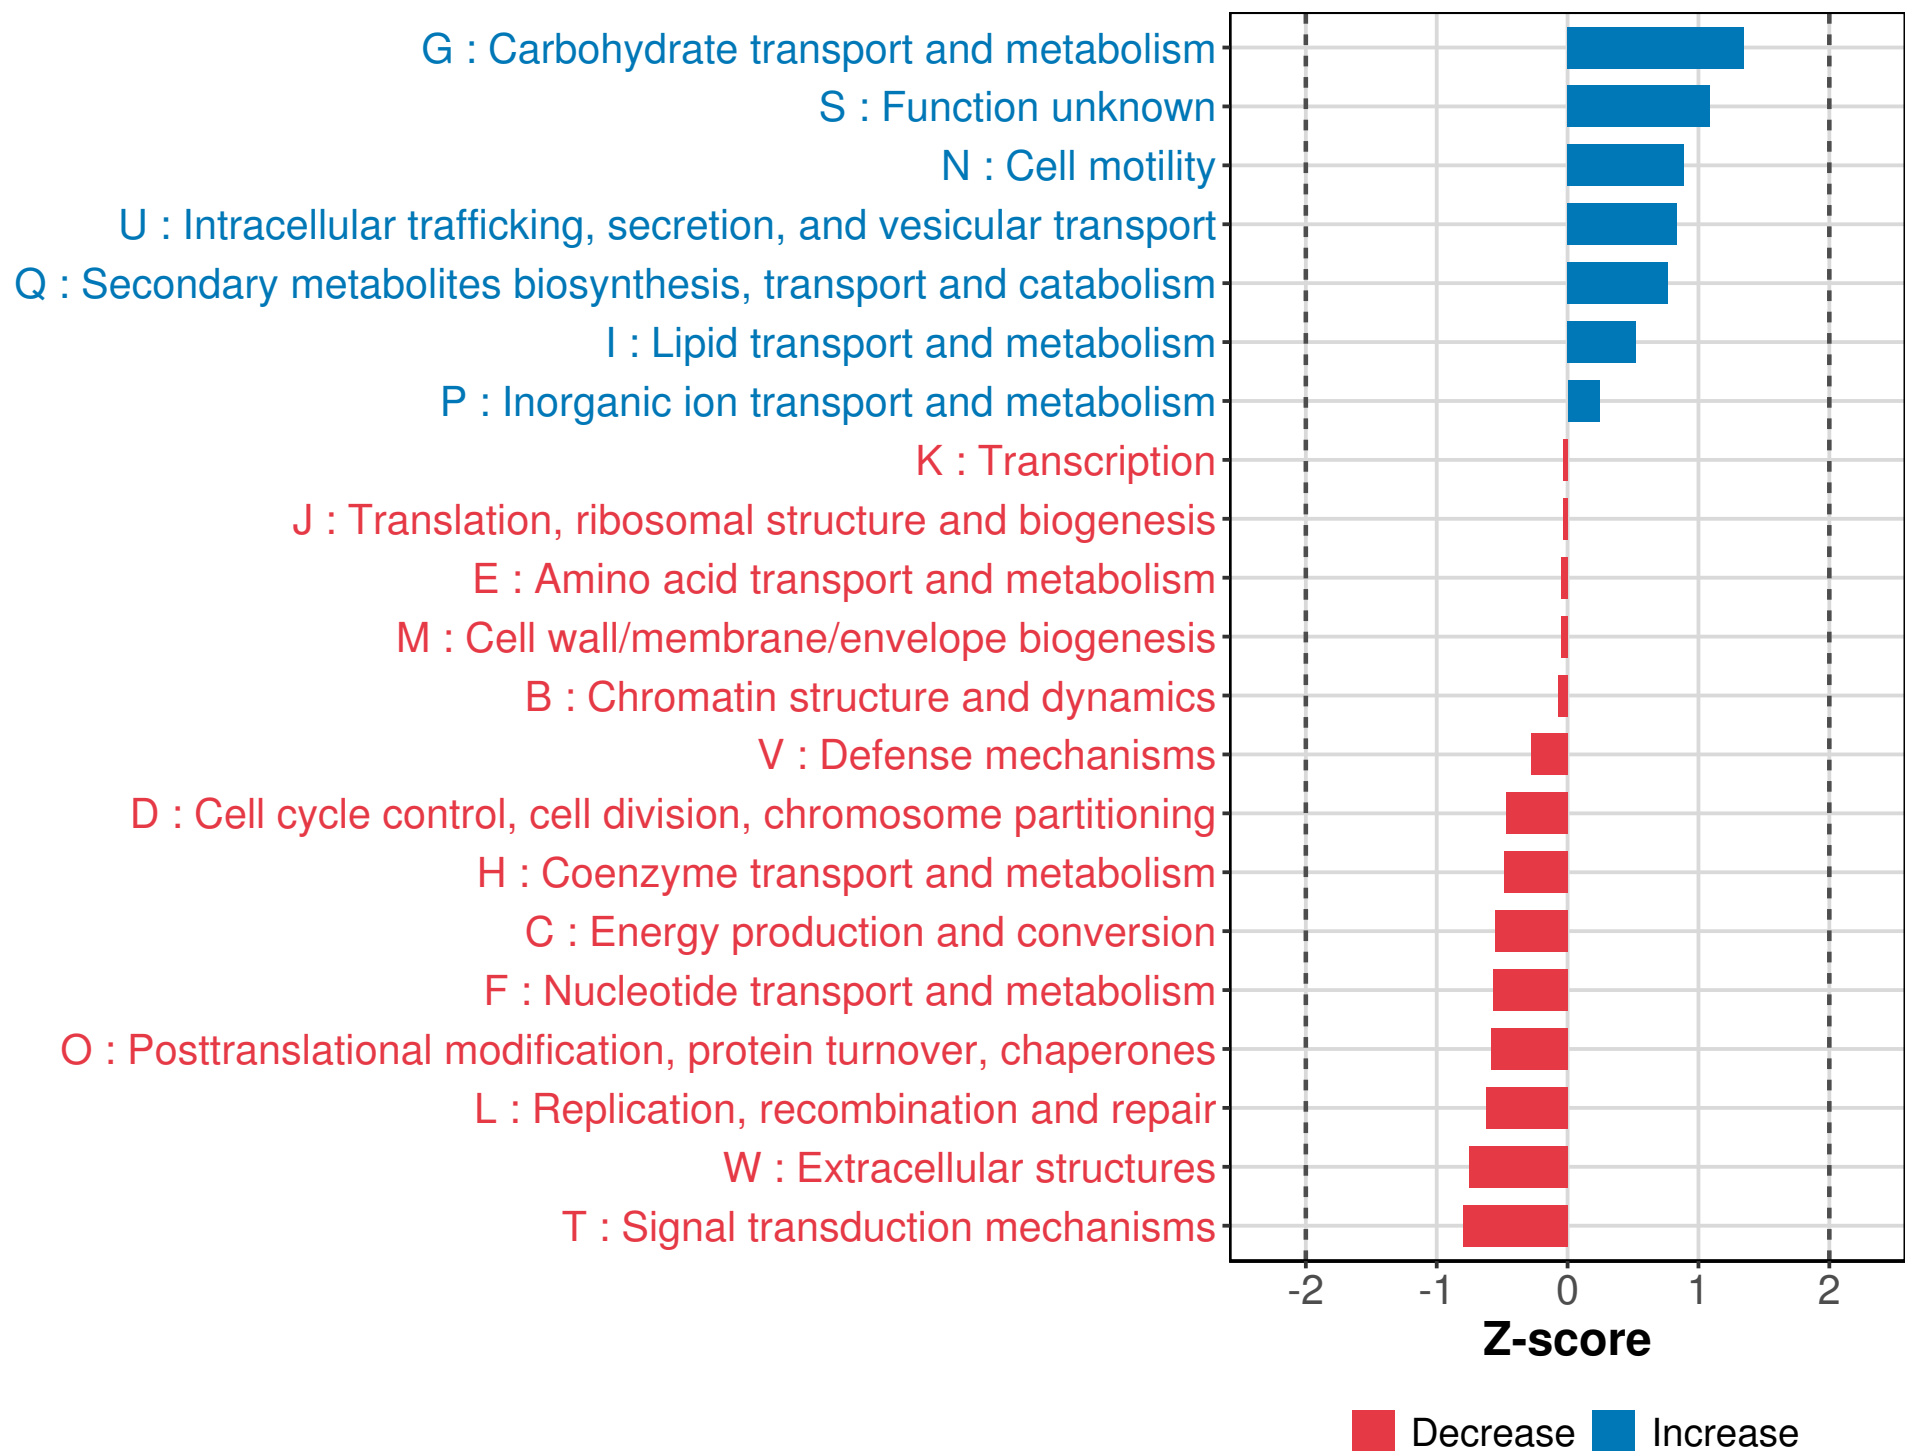 G : Carbohydrate transport and metabolism
S : Function unknown
N : Cell motility
U : Intracellular trafficking, secretion, and vesicular transport
Q : Secondary metabolites biosynthesis, transport and catabolism
I : Lipid transport and metabolism
P : Inorganic ion transport and metabolism
K : Transcription
J : Translation, ribosomal structure and biogenesis
E : Amino acid transport and metabolism
M : Cell wall/membrane/envelope biogenesis
B : Chromatin structure and dynamics
V : Defense mechanisms
D : Cell cycle control, cell division, chromosome partitioning
H : Coenzyme transport and metabolism
C : Energy production and conversion
F : Nucleotide transport and metabolism
O : Posttranslational modification, protein turnover, chaperones
L : Replication, recombination and repair
W : Extracellular structures
T : Signal transduction mechanisms
-2 -1 0 1 2
Z-score
Decrease Increase